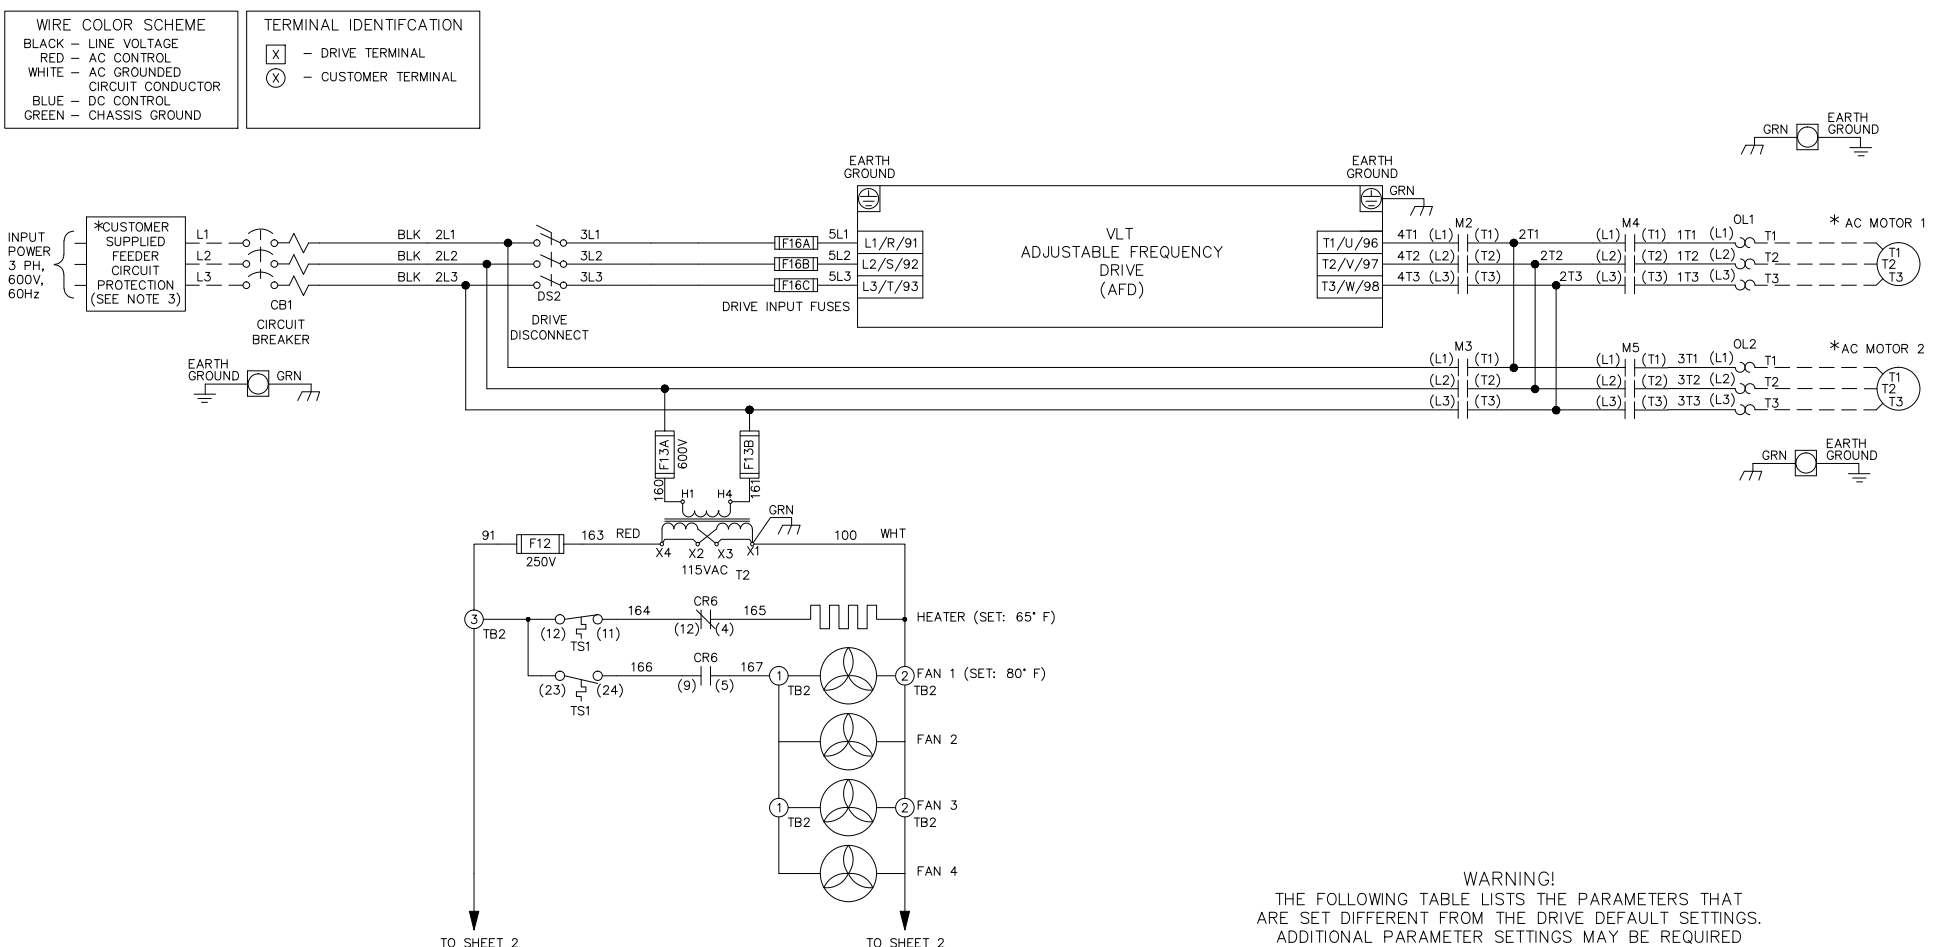 WIRE COLOR SCHEME
BLACK – LINE VOLTAGE
RED – AC CONTROL
WHITE – AC GROUNDED
CIRCUIT CONDUCTOR
BLUE – DC CONTROL
GREEN – CHASSIS GROUND
TERMINAL IDENTIFCATION
X – DRIVE TERMINAL
X – CUSTOMER TERMINAL
INPUT
POWER
3 PH,
600V,
60Hz
*CUSTOMER
SUPPLIED
FEEDER
CIRCUIT
PROTECTION
(SEE NOTE 3)
L1
L2
L3
CB1
CIRCUIT
BREAKER
EARTH
GROUND
GRN
BLK 2L1
BLK 2L2
BLK 2L3
DS2
DRIVE
DISCONNECT
3L1
3L2
3L3
F16A
F16B
F16C
DRIVE INPUT FUSES
5L1
5L2
5L3
EARTH
GROUND
L1/R/91
L2/S/92
L3/T/93
VLT
ADJUSTABLE FREQUENCY
DRIVE
(AFD)
EARTH
GROUND
GRN
T1/U/96
T2/V/97
T3/W/98
M2
4T1 (L1) (T1) 2T1
4T2 (L2) (T2) 2T2
4T3 (L3) (T3) 2T3
M4
OL1
(L1) (T1) 1T1 (L1) T1
(L2) (T2) 1T2 (L2) T2
(L3) (T3) 1T3 (L3) T3
* AC MOTOR 1
T1
T2
T3
GRN
EARTH
GROUND
M3
(L1) (T1)
(L2) (T2)
(L3) (T3)
M5
OL2
(L1) (T1) 3T1 (L1) T1
(L2) (T2) 3T2 (L2) T2
(L3) (T3) 3T3 (L3) T3
*AC MOTOR 2
T1
T2
T3
GRN
EARTH
GROUND
F13A
600V
F13B
160
161
H1 H4
GRN
91
F12
250V
163 RED
X4 X2 X3 X1
115VAC T2
100 WHT
3
TB2
(12) (11)
TS1
164
CR6
(12) (4)
165
HEATER (SET: 65° F)
(23) (24)
TS1
166
CR6
(9) (5)
167
1
TB2
2
TB2
FAN 1 (SET: 80° F)
FAN 2
1
TB2
2
TB2
FAN 3
FAN 4
TO SHEET 2
TO SHEET 2
WARNING!
THE FOLLOWING TABLE LISTS THE PARAMETERS THAT
ARE SET DIFFERENT FROM THE DRIVE DEFAULT SETTINGS.
ADDITIONAL PARAMETER SETTINGS MAY BE REQUIRED